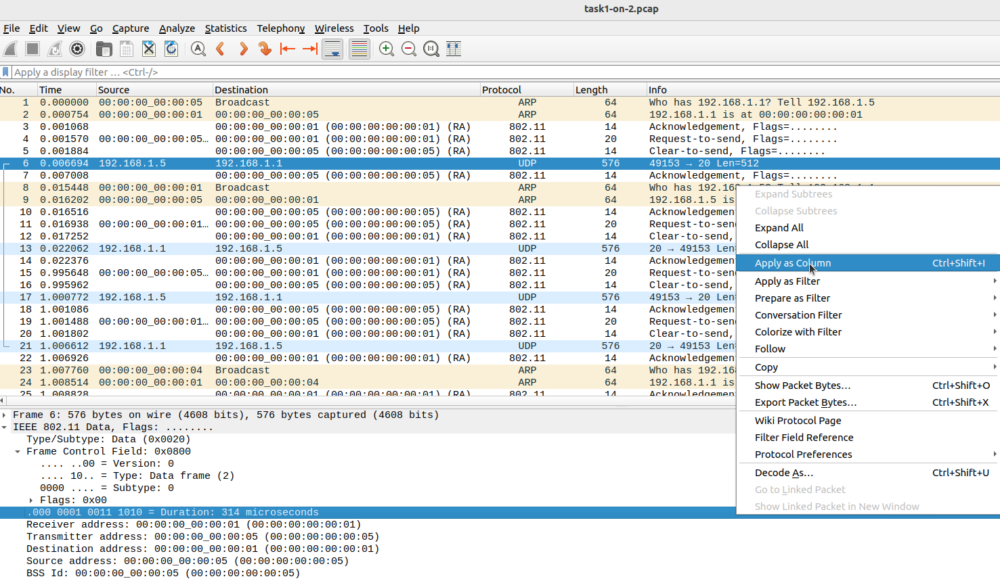 task1-on-2.pcap
File Edit View Go Capture Analyze Statistics Telephony Wireless Tools Help
Apply a display filter … <Ctrl-/>
No. Time Source Destination Protocol Length Info
1 0.000000 00:00:00_00:00:05 Broadcast ARP 64 Who has 192.168.1.1? Tell 192.168.1.5
2 0.000754 00:00:00_00:00:01 00:00:00_00:00:05 ARP 64 192.168.1.1 is at 00:00:00:00:00:01
3 0.001068 00:00:00_00:00:01 (00:00:00:00:00:01) (RA) 802.11 14 Acknowledgement, Flags=........
4 0.001570 00:00:00_00:00:05… 00:00:00_00:00:01 (00:00:00:00:00:01) (RA) 802.11 20 Request-to-send, Flags=........
5 0.001884 00:00:00_00:00:05 (00:00:00:00:00:05) (RA) 802.11 14 Clear-to-send, Flags=........
6 0.006694 192.168.1.5 192.168.1.1 UDP 576 49153 → 20 Len=512
7 0.007008 00:00:00_00:00:05 (00:00:00:00:00:05) (RA) 802.11 14 Acknowledgement, Flags=........
8 0.015448 00:00:00_00:00:01 Broadcast ARP 64 Who has 192.168
9 0.016202 00:00:00_00:00:05 00:00:00_00:00:01 ARP 64 192.168.1.5 is
10 0.016516 00:00:00_00:00:05 (00:00:00:00:00:05) (RA) 802.11 14 Acknowledgemen
11 0.016938 00:00:00_00:00:01… 00:00:00_00:00:05 (00:00:00:00:00:05) (RA) 802.11 20 Request-to-send
12 0.017252 00:00:00_00:00:01 (00:00:00:00:00:01) (RA) 802.11 14 Clear-to-send,
13 0.022062 192.168.1.1 192.168.1.5 UDP 576 20 → 49153 Len=
14 0.022376 00:00:00_00:00:01 (00:00:00:00:00:01) (RA) 802.11 14 Acknowledgemen
15 0.995648 00:00:00_00:00:05… 00:00:00_00:00:01 (00:00:00:00:00:01) (RA) 802.11 20 Request-to-send
16 0.995962 00:00:00_00:00:05 (00:00:00:00:00:05) (RA) 802.11 14 Clear-to-send,
17 1.000772 192.168.1.5 192.168.1.1 UDP 576 49153 → 20 Len=
18 1.001086 00:00:00_00:00:05 (00:00:00:00:00:05) (RA) 802.11 14 Acknowledgemen
19 1.001488 00:00:00_00:00:01… 00:00:00_00:00:05 (00:00:00:00:00:05) (RA) 802.11 20 Request-to-send
20 1.001802 00:00:00_00:00:01 (00:00:00:00:00:01) (RA) 802.11 14 Clear-to-send,
21 1.006612 192.168.1.1 192.168.1.5 UDP 576 20 → 49153 Len=
22 1.006926 00:00:00_00:00:01 (00:00:00:00:00:01) (RA) 802.11 14 Acknowledgemen
23 1.007760 00:00:00_00:00:04 Broadcast ARP 64 Who has 192.168
24 1.008514 00:00:00_00:00:01 00:00:00_00:00:04 ARP 64 192.168.1.1 is
25 1.008828 00:00:00_00:00:01 (00:00:00:00:00:01) (RA) 802.11 14 Acknowledgemen
Expand Subtrees
Collapse Subtrees
Expand All
Collapse All
Apply as Column Ctrl+Shift+I
Apply as Filter
Prepare as Filter
Conversation Filter
Colorize with Filter
Follow
Copy
Show Packet Bytes… Ctrl+Shift+O
Export Packet Bytes… Ctrl+Shift+X
Wiki Protocol Page
Filter Field Reference
Protocol Preferences
Decode As… Ctrl+Shift+U
Go to Linked Packet
Show Linked Packet in New Window
Frame 6: 576 bytes on wire (4608 bits), 576 bytes captured (4608 bits)
IEEE 802.11 Data, Flags: ........
Type/Subtype: Data (0x0020)
Frame Control Field: 0x0800
.... ..00 = Version: 0
.... 10.. = Type: Data frame (2)
0000 .... = Subtype: 0
Flags: 0x00
.000 0001 0011 1010 = Duration: 314 microseconds
Receiver address: 00:00:00_00:00:01 (00:00:00:00:00:01)
Transmitter address: 00:00:00_00:00:05 (00:00:00:00:00:05)
Destination address: 00:00:00_00:00:01 (00:00:00:00:00:01)
Source address: 00:00:00_00:00:05 (00:00:00:00:00:05)
BSS Id: 00:00:00_00:00:05 (00:00:00:00:00:05)